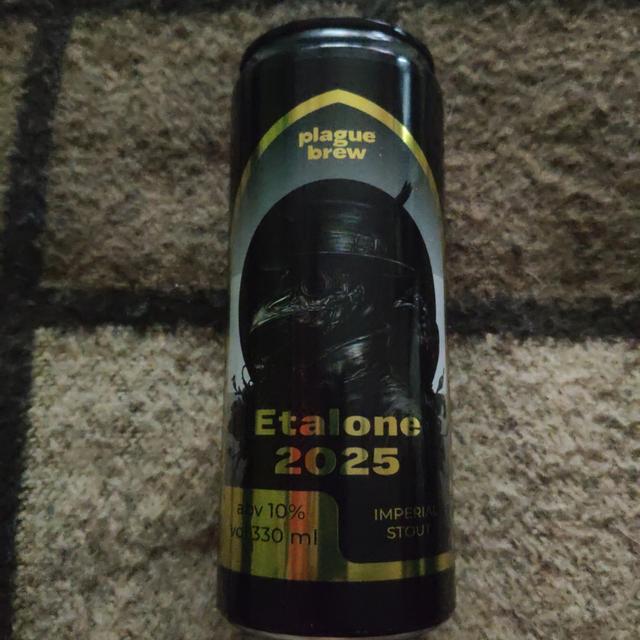 plague
brew
Etalone
2025
abv 10%
vol 330 ml
IMPERIAL
STOUT